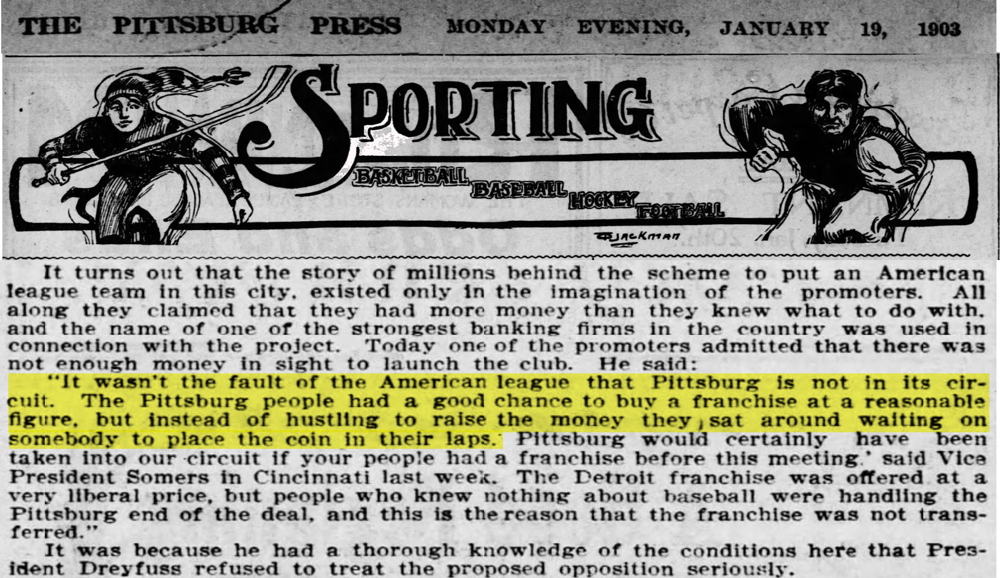 THE PITTSBURG PRESS MONDAY EVENING, JANUARY 19, 1903
SPORTING
BASKETBALL
BASEBALL
HOCKEY
FOOTBALL
JACKMAN
It turns out that the story of millions behind the scheme to put an American
league team in this city, existed only in the imagination of the promoters. All
along they claimed that they had more money than they knew what to do with,
and the name of one of the strongest banking firms in the country was used in
connection with the project. Today one of the promoters admitted that there was
not enough money in sight to launch the club. He said:
"It wasn't the fault of the American league that Pittsburg is not in its cir-
cuit. The Pittsburg people had a good chance to buy a franchise at a reasonable
figure, but instead of hustling to raise the money they sat around waiting on
somebody to place the coin in their laps.' Pittsburg would certainly have been
taken into our circuit if your people had a franchise before this meeting.' said Vice
President Somers in Cincinnati last week. The Detroit franchise was offered at a
very liberal price, but people who knew nothing about baseball were handling the
Pittsburg end of the deal, and this is the reason that the franchise was not trans-
ferred."
It was because he had a thorough knowledge of the conditions here that Pres-
ident Dreyfuss refused to treat the proposed opposition seriously.